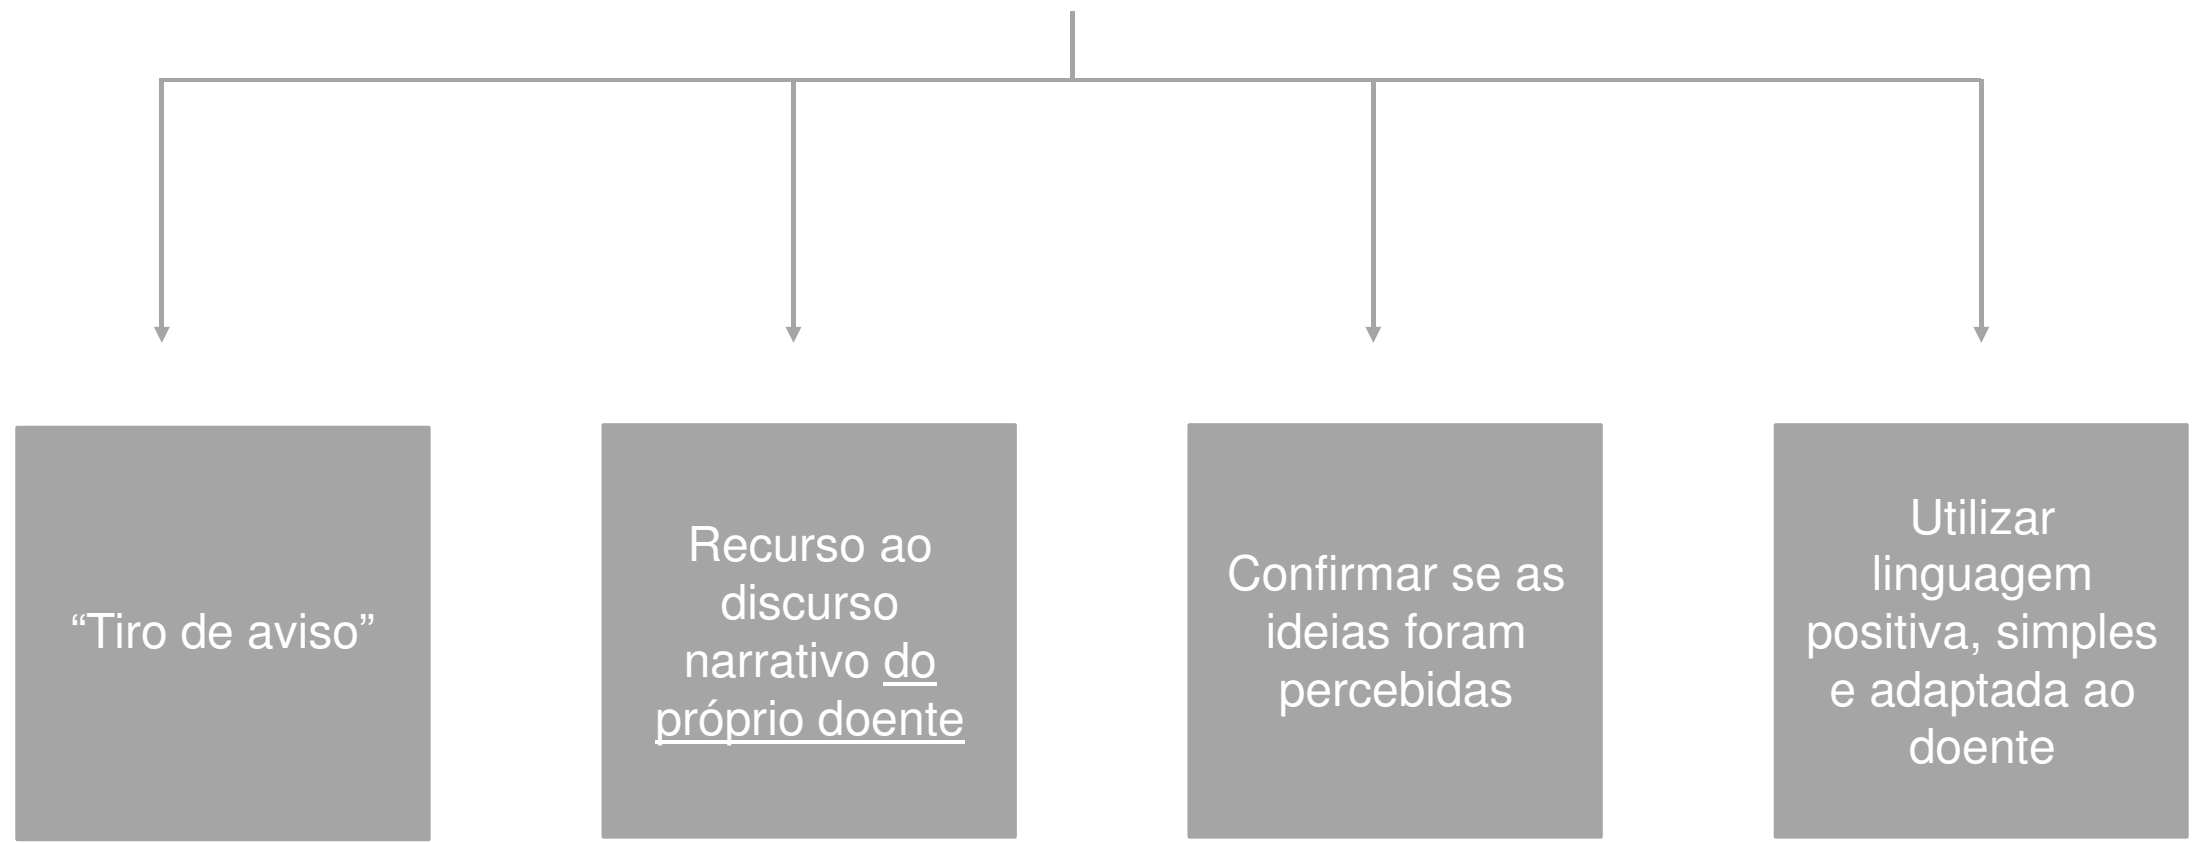 “Tiro de aviso”
Recurso ao
discurso
narrativo do
próprio doente
Confirmar se as
ideias foram
percebidas
Utilizar
linguagem
positiva, simples
e adaptada ao
doente